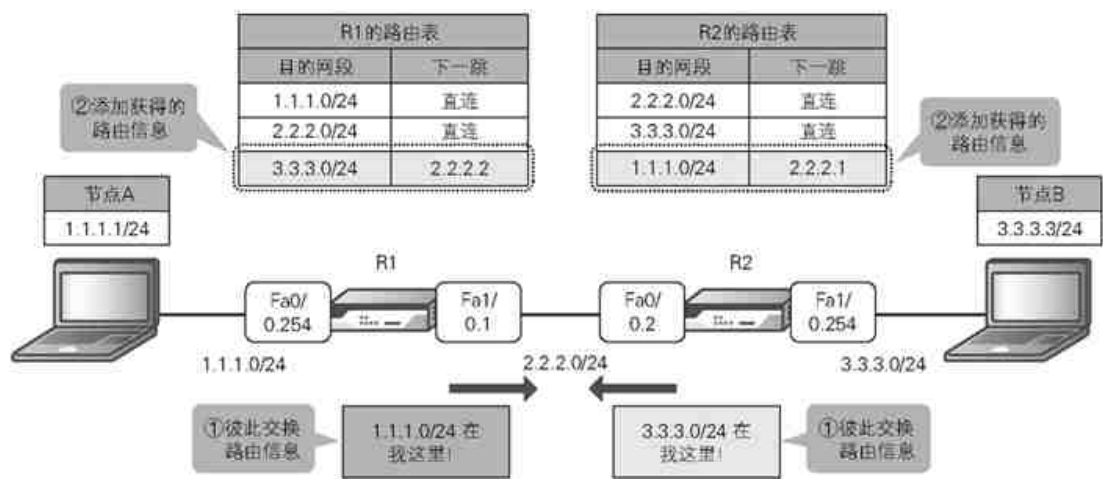 R1的路由表
目的网段 下一跳
1.1.1.0/24 直连
2.2.2.0/24 直连
3.3.3.0/24 2.2.2.2
R2的路由表
目的网段 下一跳
2.2.2.0/24 直连
3.3.3.0/24 直连
1.1.1.0/24 2.2.2.1
②添加获得的
路由信息
②添加获得的
路由信息
节点A
1.1.1.1/24
节点B
3.3.3.3/24
R1
R2
Fa0/
0.254
Fa1/
0.1
Fa0/
0.2
Fa1/
0.254
1.1.1.0/24
2.2.2.0/24
3.3.3.0/24
①彼此交换
路由信息
1.1.1.0/24 在
我这里!
3.3.3.0/24 在
我这里!
①彼此交换
路由信息